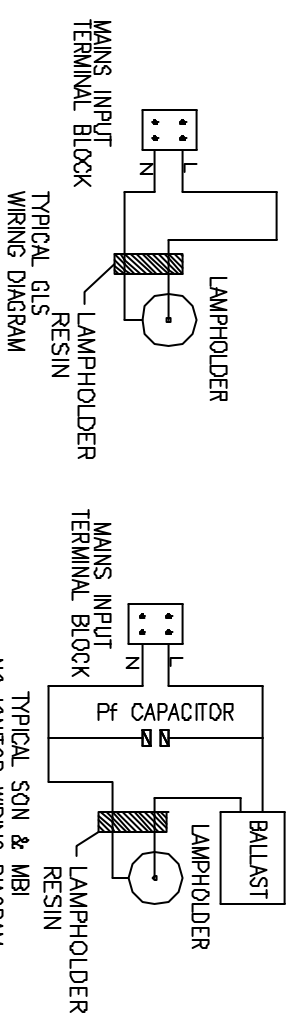 MAINS INPUT
TERMINAL BLOCK
L
N
LAMPHOLDER
LAMPHOLDER
RESIN
TYPICAL GLS
WIRING DIAGRAM
MAINS INPUT
TERMINAL BLOCK
L
N
Pf CAPACITOR
BALLAST
LAMPHOLDER
LAMPHOLDER
RESIN
TYPICAL SON & MBI